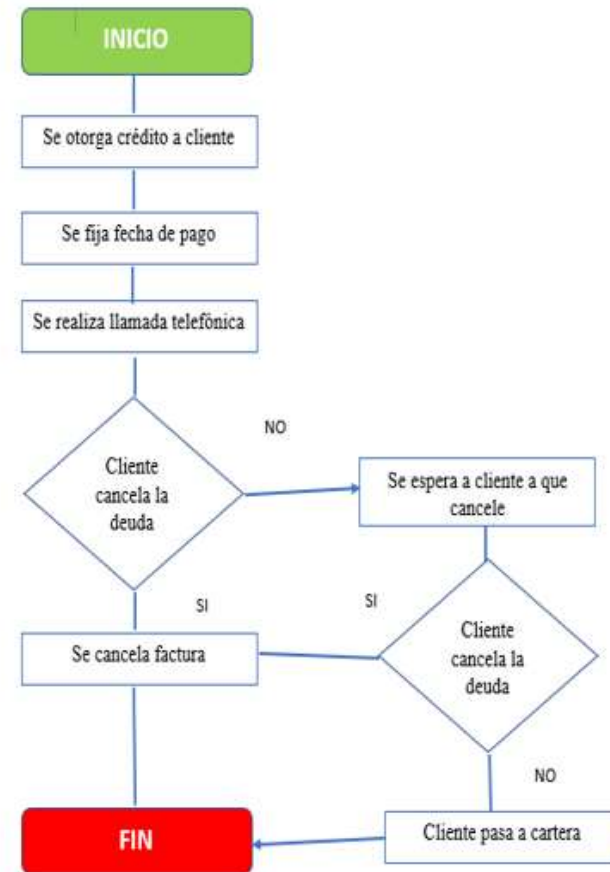 INICIO
Se otorga crédito a cliente
Se fija fecha de pago
Se realiza llamada telefónica
Cliente
cancela la
deuda
NO
Se espera a cliente a que
cancele
SI
Se cancela factura
SI
Cliente
cancela la
deuda
NO
Cliente pasa a cartera
FIN